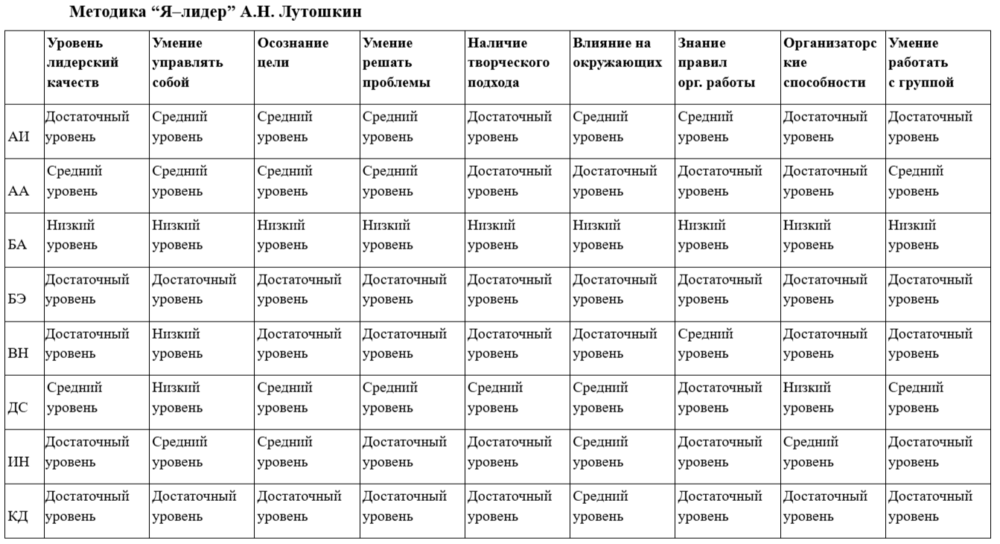 Методика “Я–лидер” А.Н. Лутошкин
Уровень лидерский качеств | Умение управлять собой | Осознание цели | Умение решать проблемы | Наличие творческого подхода | Влияние на окружающих | Знание правил орг. работы | Организаторс кие способности | Умение работать с группой
АИ | Достаточный уровень | Средний уровень | Средний уровень | Средний уровень | Достаточный уровень | Средний уровень | Средний уровень | Достаточный уровень | Достаточный уровень
АА | Средний уровень | Средний уровень | Средний уровень | Средний уровень | Достаточный уровень | Достаточный уровень | Достаточный уровень | Достаточный уровень | Средний уровень
БА | Низкий уровень | Низкий уровень | Низкий уровень | Низкий уровень | Низкий уровень | Низкий уровень | Низкий уровень | Низкий уровень | Низкий уровень
БЭ | Достаточный уровень | Достаточный уровень | Достаточный уровень | Достаточный уровень | Достаточный уровень | Достаточный уровень | Достаточный уровень | Достаточный уровень | Достаточный уровень
ВН | Достаточный уровень | Низкий уровень | Достаточный уровень | Достаточный уровень | Достаточный уровень | Достаточный уровень | Средний уровень | Достаточный уровень | Достаточный уровень
ДС | Средний уровень | Низкий уровень | Средний уровень | Средний уровень | Средний уровень | Средний уровень | Достаточный уровень | Низкий уровень | Средний уровень
ИН | Достаточный уровень | Средний уровень | Средний уровень | Достаточный уровень | Достаточный уровень | Средний уровень | Достаточный уровень | Средний уровень | Достаточный уровень
КД | Достаточный уровень | Достаточный уровень | Достаточный уровень | Достаточный уровень | Достаточный уровень | Средний уровень | Достаточный уровень | Достаточный уровень | Достаточный уровень